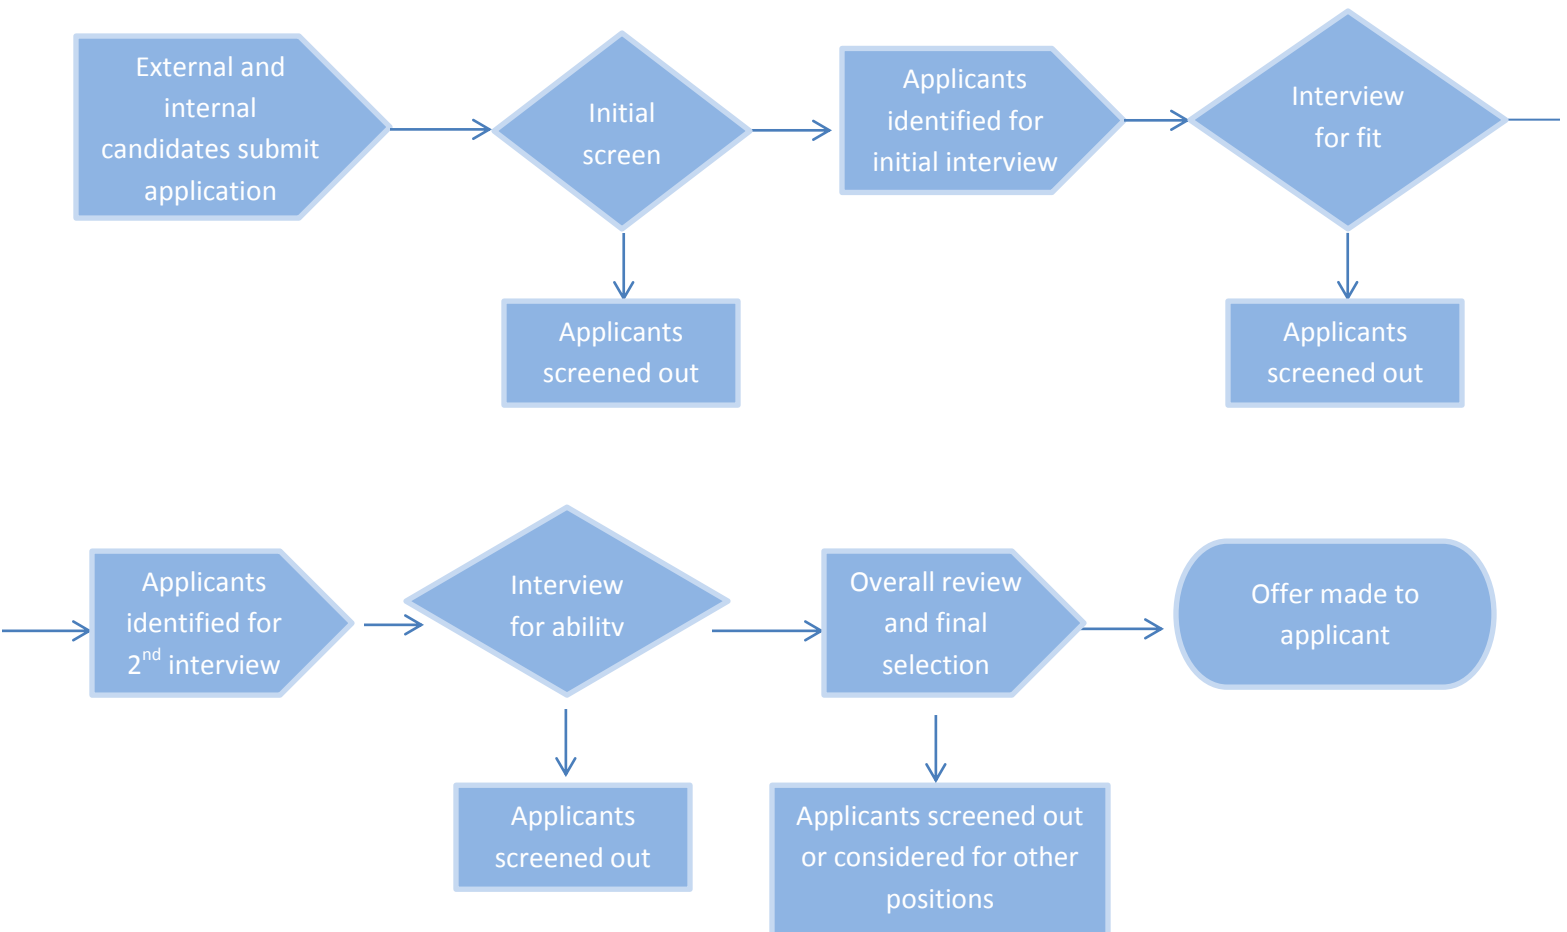 External and
internal
candidates submit
application
Initial
screen
Applicants
identified for
initial interview
Interview
for fit
Applicants
screened out
Applicants
screened out
Applicants
identified for
2nd interview
Interview
for ability
Overall review
and final
selection
Offer made to
applicant
Applicants
screened out
Applicants screened out
or considered for other
positions